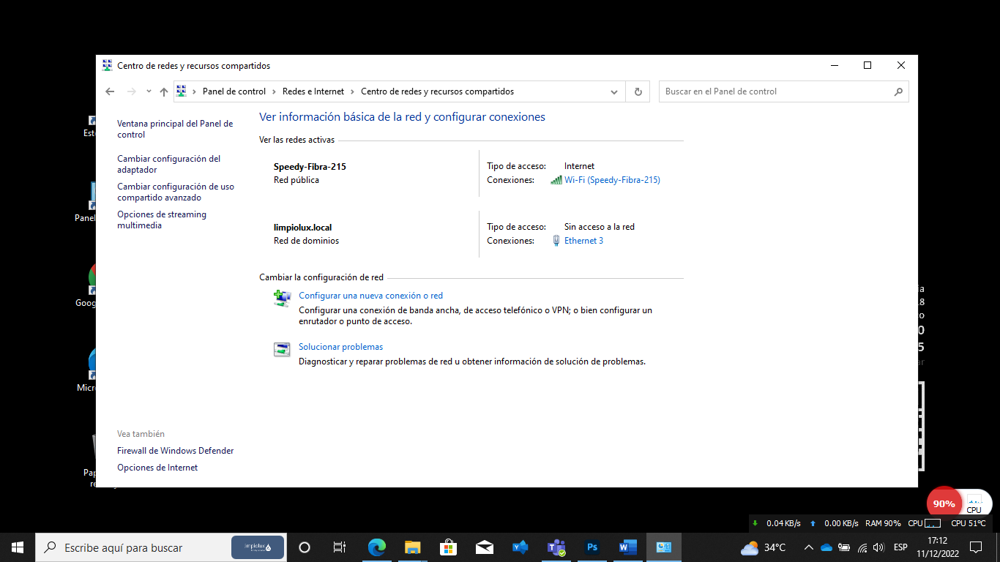 Centro de redes y recursos compartidos
Panel de control
Redes e Internet
Centro de redes y recursos compartidos
Buscar en el Panel de control
Ventana principal del Panel de
control
Cambiar configuración del
adaptador
Cambiar configuración de uso
compartido avanzado
Opciones de streaming
multimedia
Ver información básica de la red y configurar conexiones
Ver las redes activas
Speedy-Fibra-215
Red pública
Tipo de acceso: Internet
Conexiones: Wi-Fi (Speedy-Fibra-215)
limpiolux.local
Red de dominios
Tipo de acceso: Sin acceso a la red
Conexiones: Ethernet 3
Cambiar la configuración de red
Configurar una nueva conexión o red
Configurar una conexión de banda ancha, de acceso telefónico o VPN; o bien configurar un
enrutador o punto de acceso.
Solucionar problemas
Diagnosticar y reparar problemas de red u obtener información de solución de problemas.
Vea también
Firewall de Windows Defender
Opciones de Internet
Est
Panel
Goog
Micro
Pap
re
a
8
o
0
5
ar
90%
CPU
0.04 KB/s
0.00 KB/s
RAM 90%
CPU
CPU 51ºC
Escribe aquí para buscar
limpiolux
Ps
34°C
ESP
17:12
11/12/2022